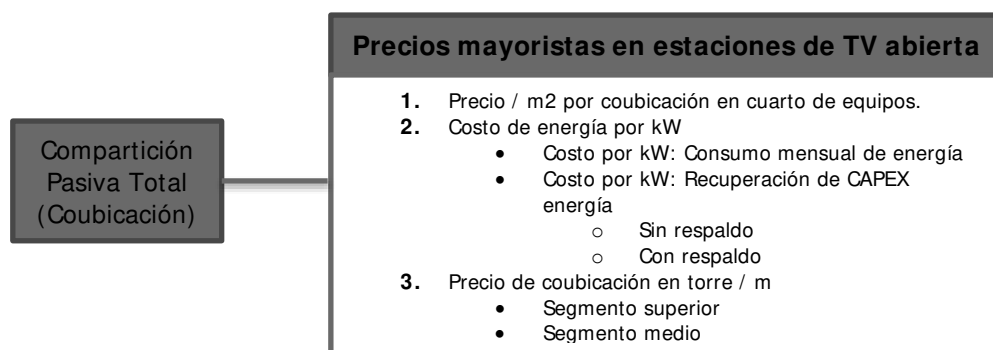 Compartición
Pasiva Total
(Coubicación)
Precios mayoristas en estaciones de TV abierta
1. Precio / m2 por coubicación en cuarto de equipos.
2. Costo de energía por kW
• Costo por kW: Consumo mensual de energía
• Costo por kW: Recuperación de CAPEX
energía
o Sin respaldo
o Con respaldo
3. Precio de coubicación en torre / m
• Segmento superior
• Segmento medio